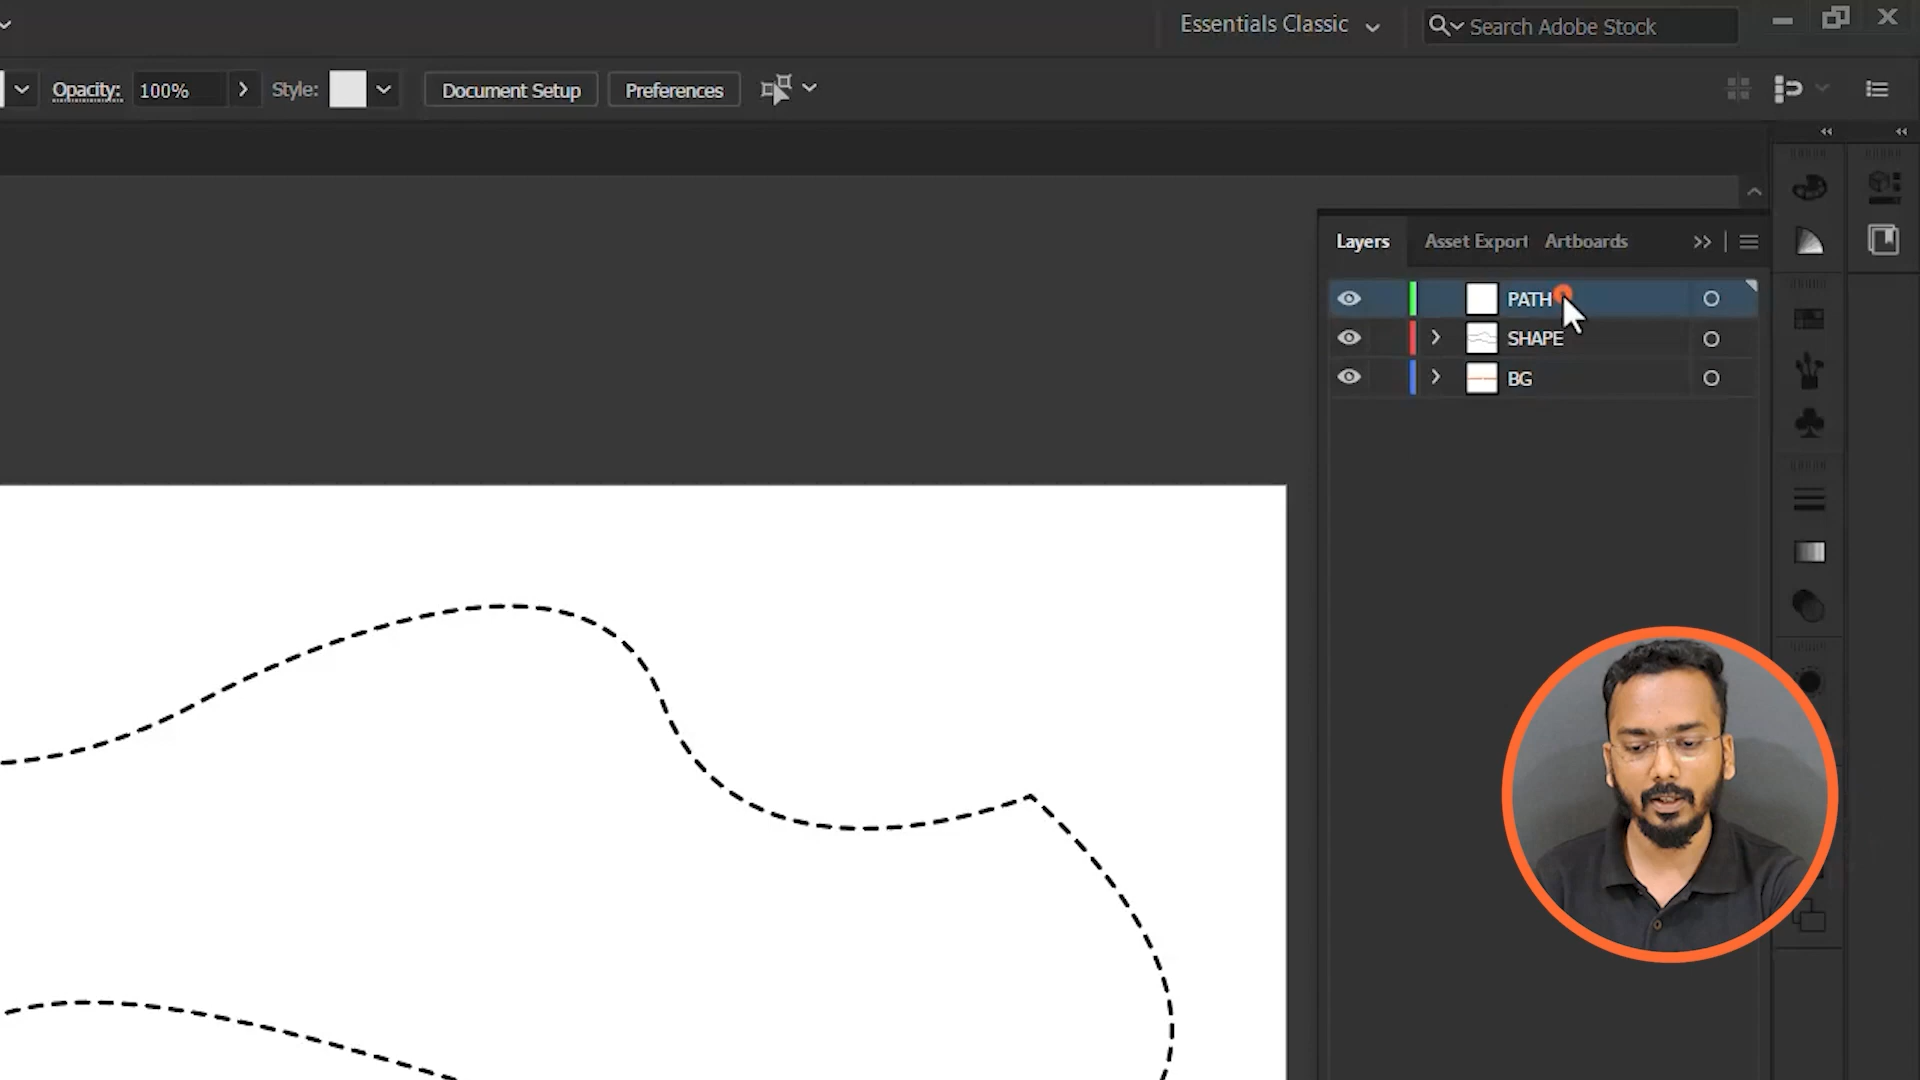 Essentials Classic
Search Adobe Stock
Opacity: 100% Style: Document Setup Preferences
Layers Asset Export Artboards
PATH
SHAPE
BG